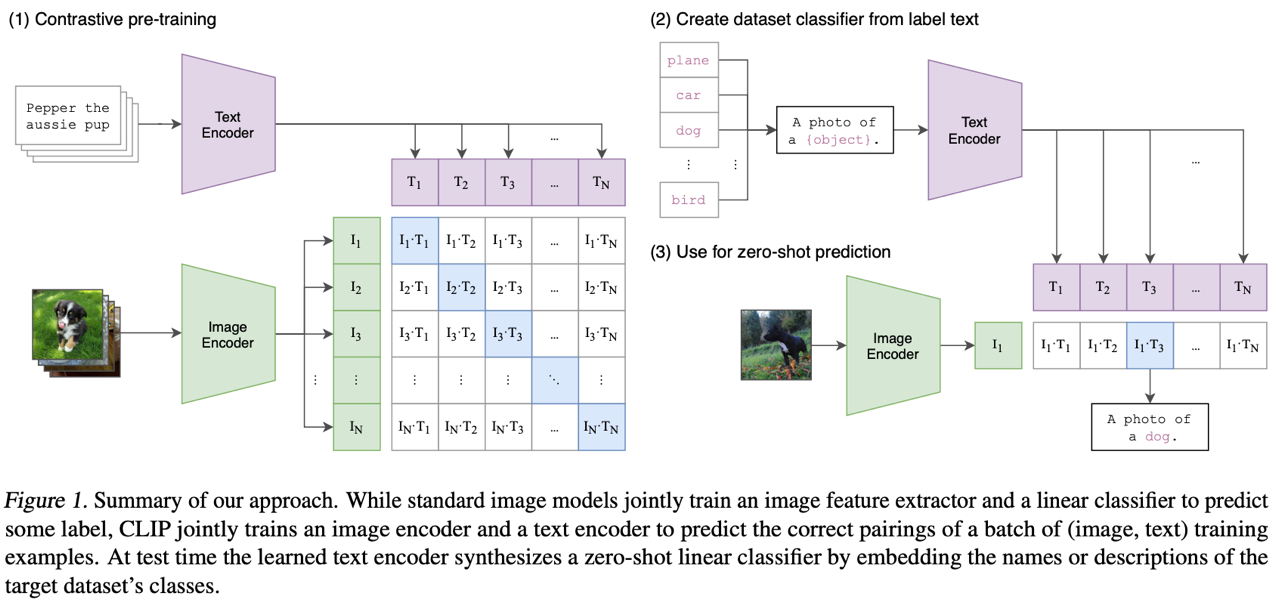 (1) Contrastive pre-training
Pepper the
aussie pup
Text
Encoder
...
T1 T2 T3 ... TN
Image
Encoder
I1 I1·T1 I1·T2 I1·T3 ... I1·TN
I2 I2·T1 I2·T2 I2·T3 ... I2·TN
I3 I3·T1 I3·T2 I3·T3 ... I3·TN
⋮ ⋮ ⋮ ⋮ ⋮ ⋱ ⋮
IN IN·T1 IN·T2 IN·T3 ... IN·TN
(2) Create dataset classifier from label text
plane
car
dog
⋮ ⋮
bird
A photo of
a {object}.
Text
Encoder
...
(3) Use for zero-shot prediction
T1 T2 T3 ... TN
Image
Encoder
I1 I1·T1 I1·T2 I1·T3 ... I1·TN
A photo of
a dog.
Figure 1. Summary of our approach. While standard image models jointly train an image feature extractor and a linear classifier to predict
some label, CLIP jointly trains an image encoder and a text encoder to predict the correct pairings of a batch of (image, text) training
examples. At test time the learned text encoder synthesizes a zero-shot linear classifier by embedding the names or descriptions of the
target dataset's classes.